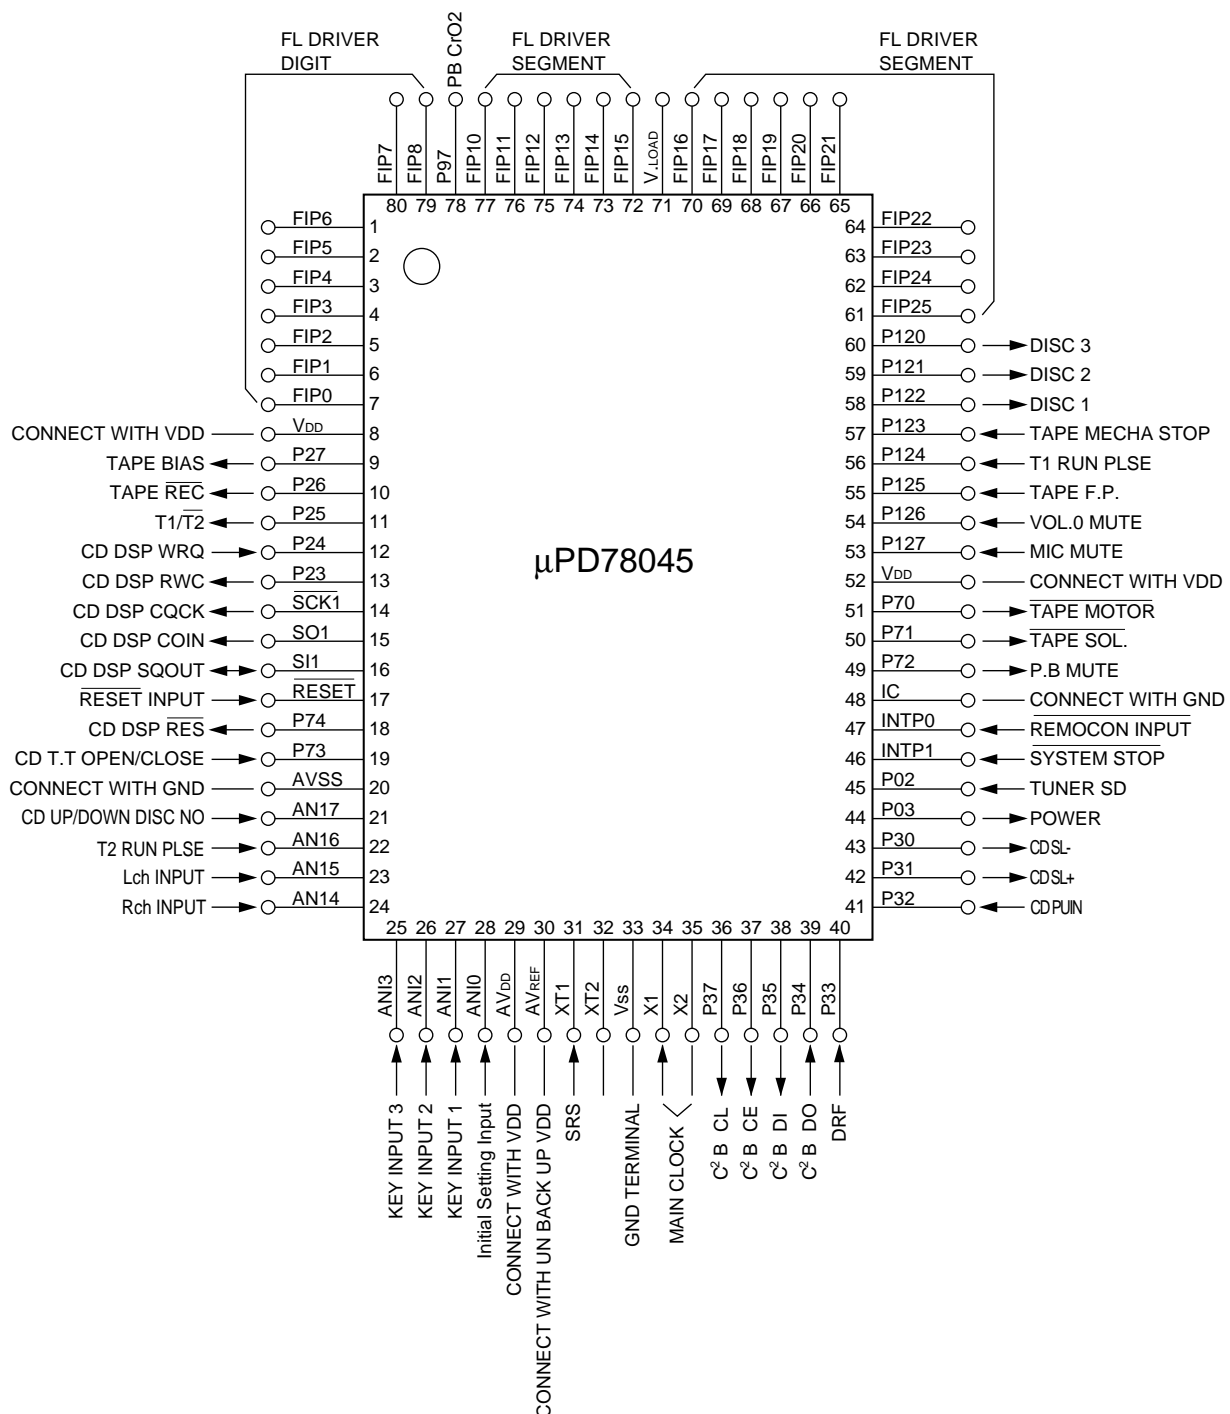 FL DRIVER
DIGIT
PB CrO2
FL DRIVER
SEGMENT
FL DRIVER
SEGMENT
FIP7
FIP8
P97
FIP10
FIP11
FIP12
FIP13
FIP14
FIP15
V.LOAD
FIP16
FIP17
FIP18
FIP19
FIP20
FIP21
80 79 78 77 76 75 74 73 72 71 70 69 68 67 66 65
FIP6 1
FIP5 2
FIP4 3
FIP3 4
FIP2 5
FIP1 6
FIP0 7
CONNECT WITH VDD VDD 8
TAPE BIAS P27 9
TAPE R̅E̅C̅ P26 10
T1/T̅2̅ P25 11
CD DSP WRQ P24 12
CD DSP RWC P23 13
CD DSP CQCK S̅C̅K̅1̅ 14
CD DSP COIN SO1 15
CD DSP SQOUT SI1 16
R̅E̅S̅E̅T̅ INPUT R̅E̅S̅E̅T̅ 17
CD DSP R̅E̅S̅ P74 18
CD T.T OPEN/CLOSE P73 19
CONNECT WITH GND AVSS 20
CD UP/DOWN DISC NO AN17 21
T2 RUN PLSE AN16 22
Lch INPUT AN15 23
Rch INPUT AN14 24
μPD78045
64 FIP22
63 FIP23
62 FIP24
61 FIP25
60 P120 DISC 3
59 P121 DISC 2
58 P122 DISC 1
57 P123 TAPE MECHA STOP
56 P124 T1 RUN PLSE
55 P125 TAPE F.P.
54 P126 VOL.0 MUTE
53 P127 MIC MUTE
52 VDD CONNECT WITH VDD
51 P70 T̅A̅P̅E̅ ̅M̅O̅T̅O̅R̅
50 P71 T̅A̅P̅E̅ ̅S̅O̅L̅.̅
49 P72 P.B MUTE
48 IC CONNECT WITH GND
47 INTP0 R̅E̅M̅O̅C̅O̅N̅ ̅I̅N̅P̅U̅T̅
46 INTP1 S̅Y̅S̅T̅E̅M̅ ̅S̅T̅O̅P̅
45 P02 TUNER SD
44 P03 POWER
43 P30 CDSL-
42 P31 CDSL+
41 P32 CDPUIN
25 26 27 28 29 30 31 32 33 34 35 36 37 38 39 40
ANI3
ANI2
ANI1
ANI0
AVDD
AVREF
XT1
XT2
Vss
X1
X2
P37
P36
P35
P34
P33
KEY INPUT 3
KEY INPUT 2
KEY INPUT 1
Initial Setting Input
CONNECT WITH VDD
CONNECT WITH UN BACK UP VDD
SRS
GND TERMINAL
MAIN CLOCK
C² B CL
C² B CE
C² B DI
C² B DO
DRF